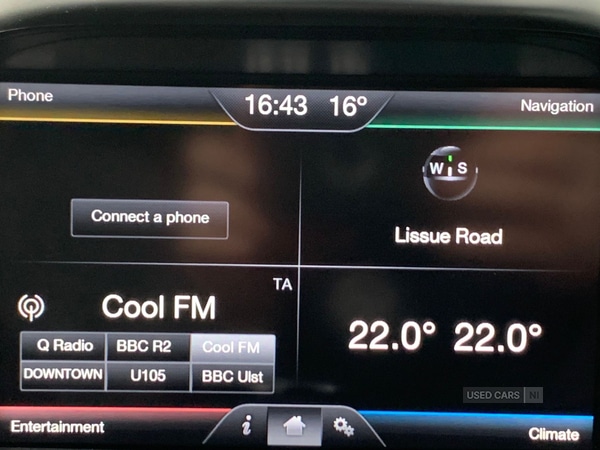 Phone
16:43 16°
Navigation
W S
Connect a phone
Lissue Road
TA
Cool FM
Q Radio BBC R2 Cool FM
DOWNTOWN U105 BBC Ulst
22.0° 22.0°
USED CARS NI
Entertainment
i
Climate